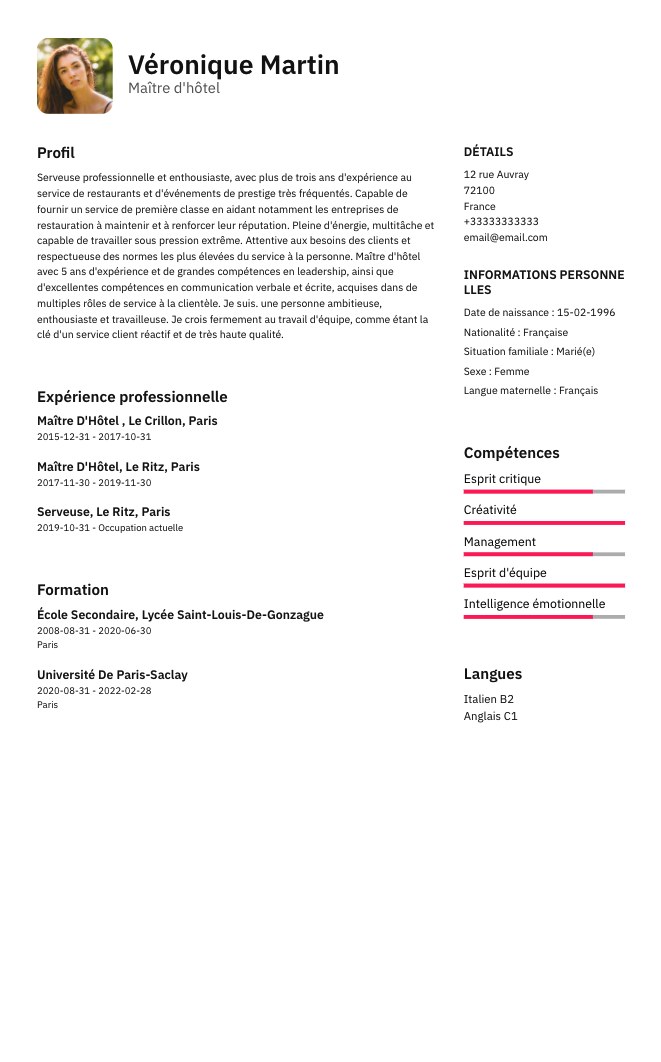 Véronique Martin
Maître d'hôtel
Profil
Serveuse professionnelle et enthousiaste, avec plus de trois ans d'expérience au
service de restaurants et d'événements de prestige très fréquentés. Capable de
fournir un service de première classe en aidant notamment les entreprises de
restauration à maintenir et à renforcer leur réputation. Pleine d'énergie, multitâche et
capable de travailler sous pression extrême. Attentive aux besoins des clients et
respectueuse des normes les plus élevées du service à la personne. Maître d'hôtel
avec 5 ans d'expérience et de grandes compétences en leadership, ainsi que
d'excellentes compétences en communication verbale et écrite, acquises dans de
multiples rôles de service à la clientèle. Je suis. une personne ambitieuse,
enthousiaste et travailleuse. Je crois fermement au travail d'équipe, comme étant la
clé d'un service client réactif et de très haute qualité.
Expérience professionnelle
Maître D'Hôtel , Le Crillon, Paris
2015-12-31 - 2017-10-31
Maître D'Hôtel, Le Ritz, Paris
2017-11-30 - 2019-11-30
Serveuse, Le Ritz, Paris
2019-10-31 - Occupation actuelle
Formation
École Secondaire, Lycée Saint-Louis-De-Gonzague
2008-08-31 - 2020-06-30
Paris
Université De Paris-Saclay
2020-08-31 - 2022-02-28
Paris
DÉTAILS
12 rue Auvray
72100
France
+33333333333
email@email.com
INFORMATIONS PERSONNE
LLES
Date de naissance : 15-02-1996
Nationalité : Française
Situation familiale : Marié(e)
Sexe : Femme
Langue maternelle : Français
Compétences
Esprit critique
Créativité
Management
Esprit d'équipe
Intelligence émotionnelle
Langues
Italien B2
Anglais C1